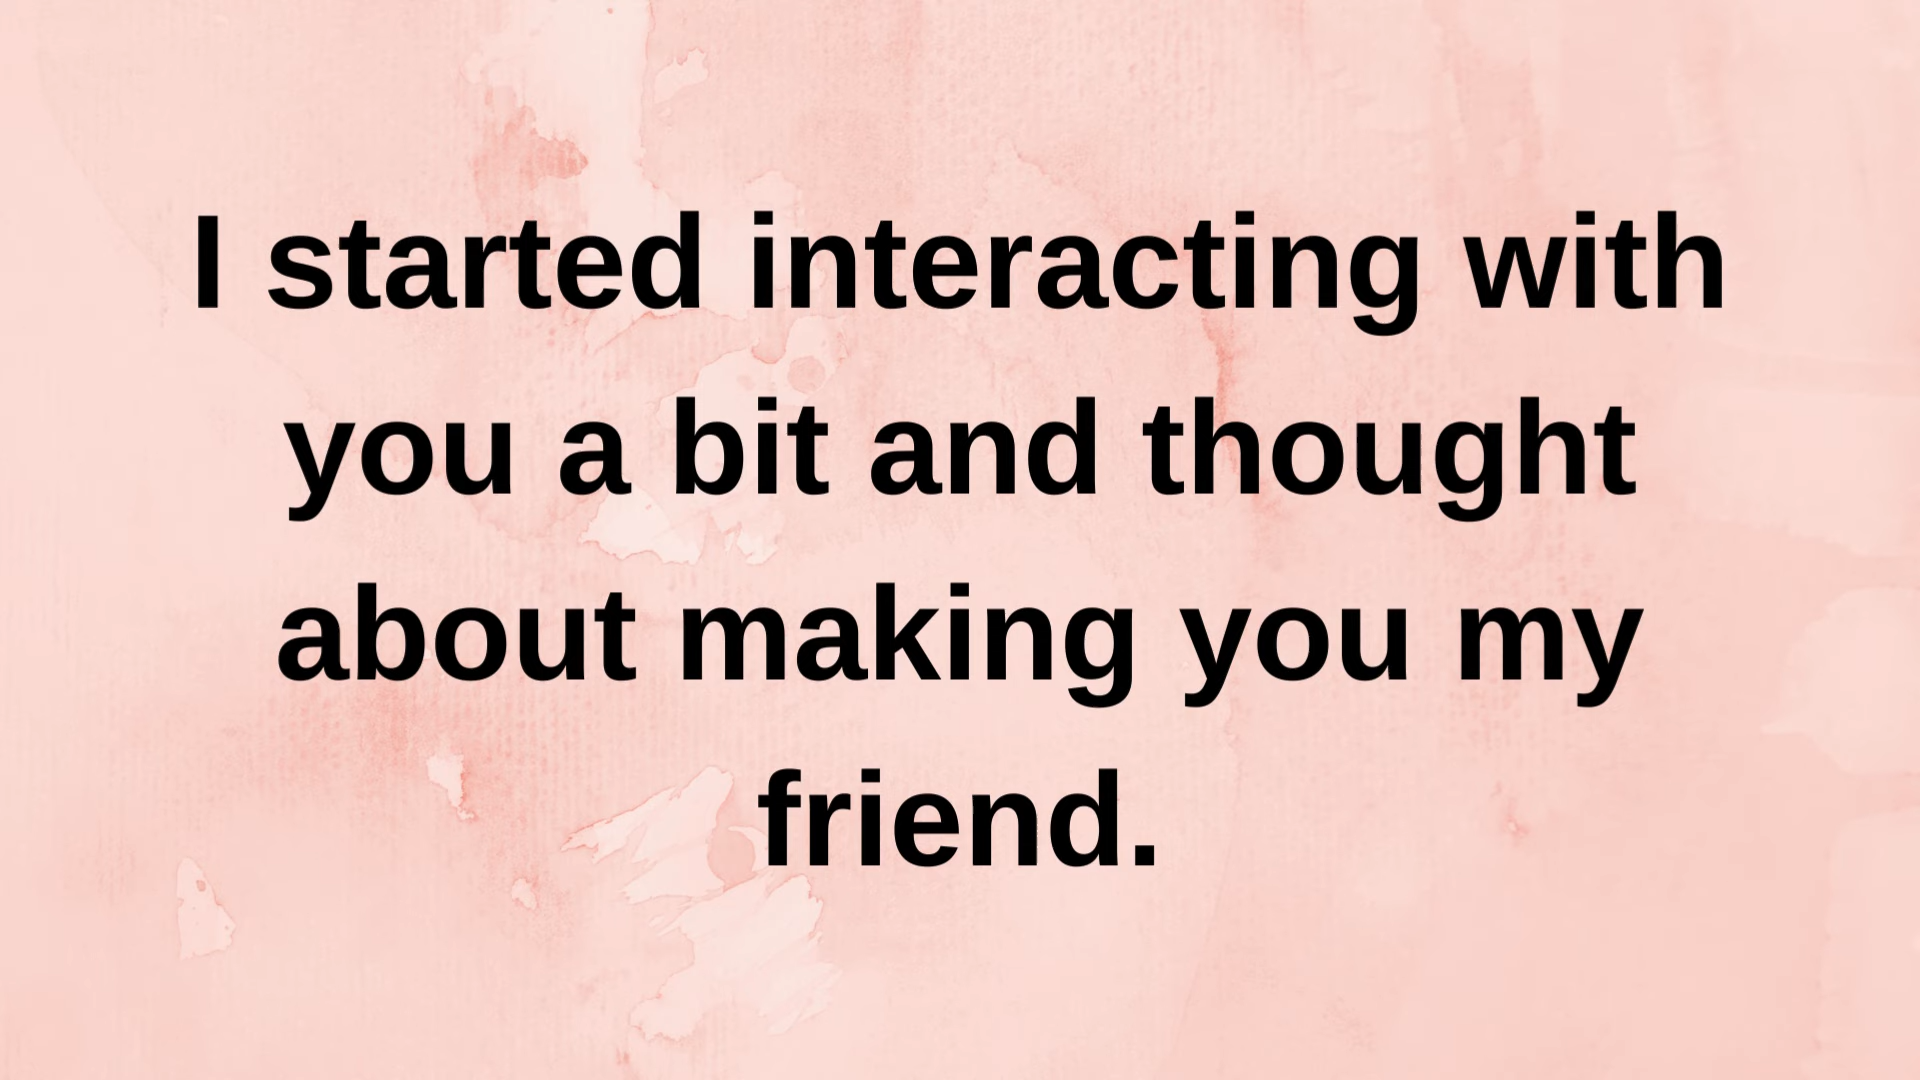 I started interacting with
you a bit and thought
about making you my
friend.